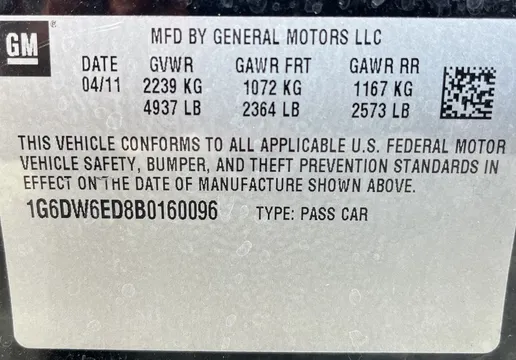 GM ®
MFD BY GENERAL MOTORS LLC
DATE GVWR GAWR FRT GAWR RR
04/11 2239 KG 1072 KG 1167 KG
4937 LB 2364 LB 2573 LB
THIS VEHICLE CONFORMS TO ALL APPLICABLE U.S. FEDERAL MOTOR
VEHICLE SAFETY, BUMPER, AND THEFT PREVENTION STANDARDS IN
EFFECT ON THE DATE OF MANUFACTURE SHOWN ABOVE.
1G6DW6ED8B0160096 TYPE: PASS CAR